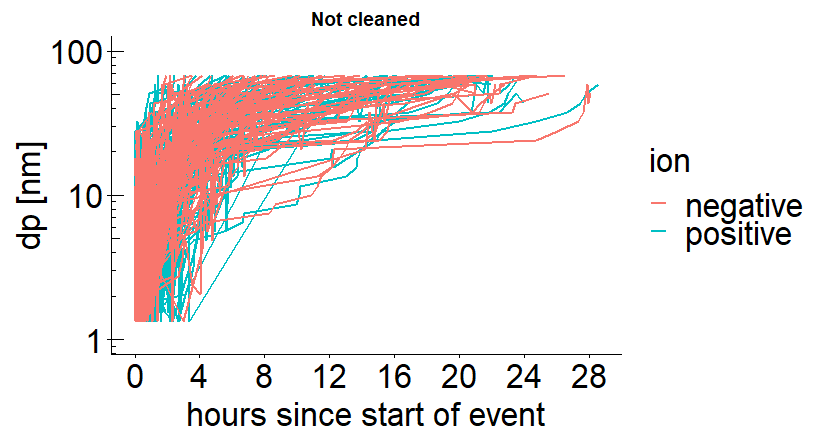 Not cleaned
100
10
1
dp [nm]
0 4 8 12 16 20 24 28
hours since start of event
ion
negative
positive